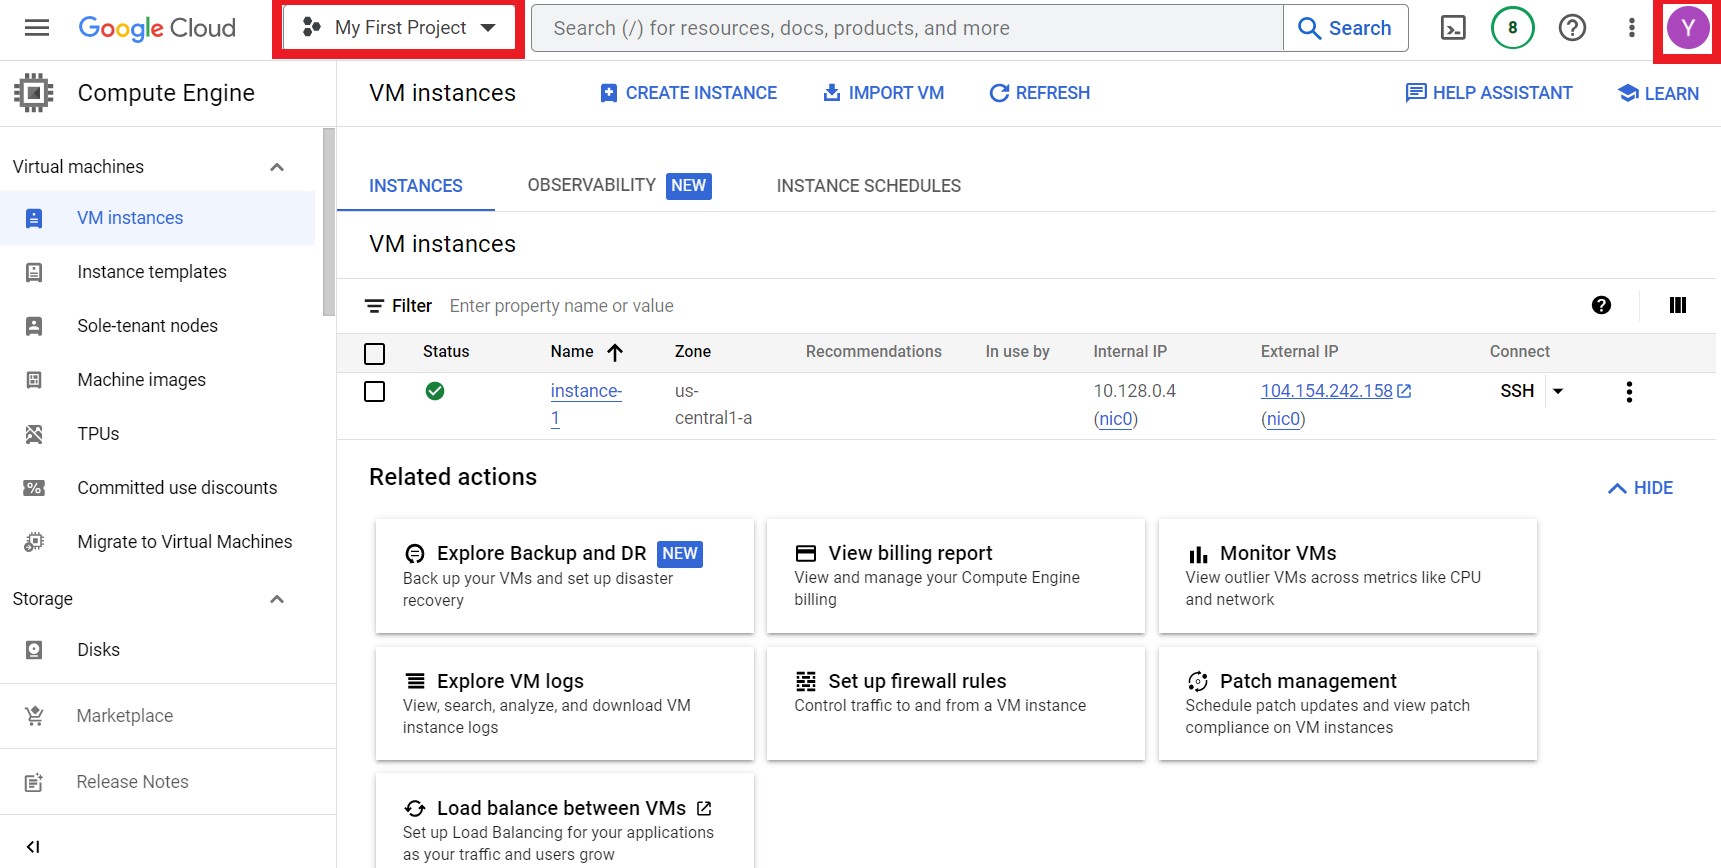 Google Cloud
My First Project
Search (/) for resources, docs, products, and more
Search
8
Y
Compute Engine
VM instances
CREATE INSTANCE
IMPORT VM
REFRESH
HELP ASSISTANT
LEARN
Virtual machines
VM instances
Instance templates
Sole-tenant nodes
Machine images
TPUs
Committed use discounts
Migrate to Virtual Machines
Storage
Disks
Marketplace
Release Notes
INSTANCES
OBSERVABILITY NEW
INSTANCE SCHEDULES
VM instances
Filter Enter property name or value
Status Name Zone Recommendations In use by Internal IP External IP Connect
instance- us- 10.128.0.4 104.154.242.158 SSH
1 central1-a (nic0) (nic0)
Related actions
HIDE
Explore Backup and DR NEW
Back up your VMs and set up disaster
recovery
View billing report
View and manage your Compute Engine
billing
Monitor VMs
View outlier VMs across metrics like CPU
and network
Explore VM logs
View, search, analyze, and download VM
instance logs
Set up firewall rules
Control traffic to and from a VM instance
Patch management
Schedule patch updates and view patch
compliance on VM instances
Load balance between VMs
Set up Load Balancing for your applications
as your traffic and users grow